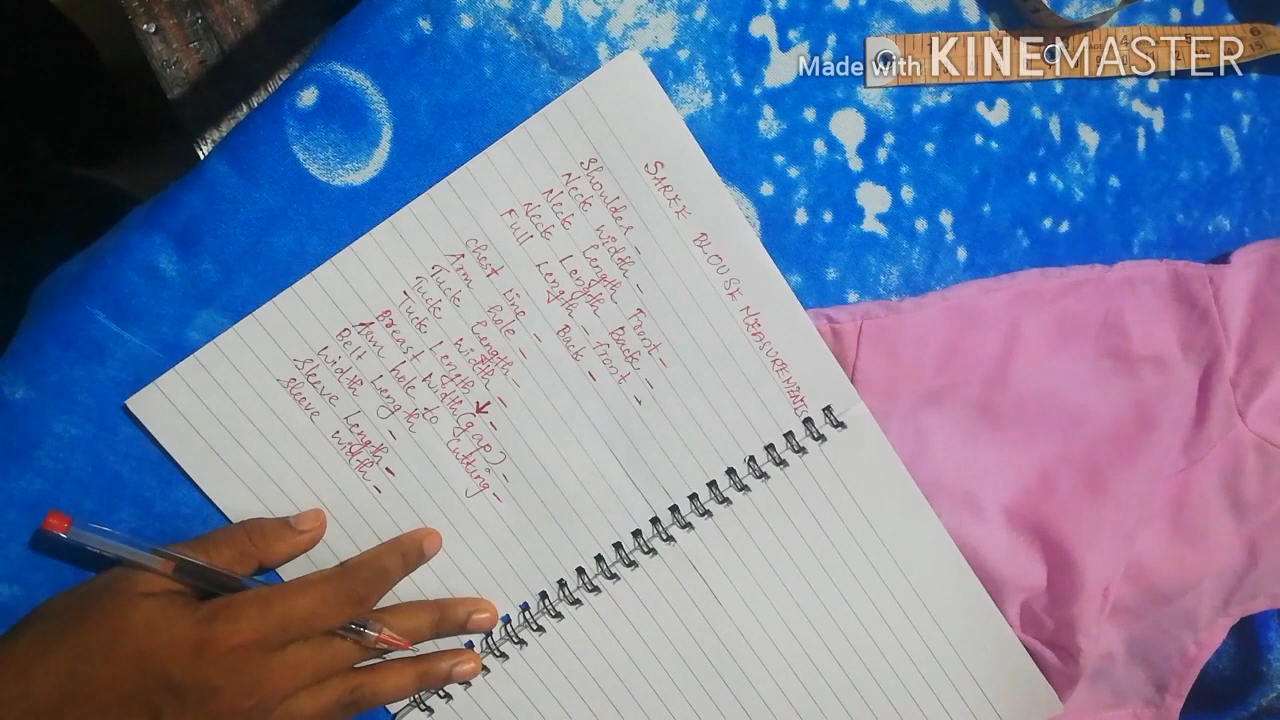 Made with KINEMASTER
SAREE BLOUSE MEASUREMENTS
Shoulder -
Neck width -
Neck Length Front -
Neck Length Back -
Full Length - Front -
Back -
Chest Line -
Arm hole -
Tuck Length -
Tuck width -
Tuck Length ↓ -
Breast width (gap) -
Arm hole to Cutting -
Belt Length
Width -
Sleeve Length -
Sleeve width -